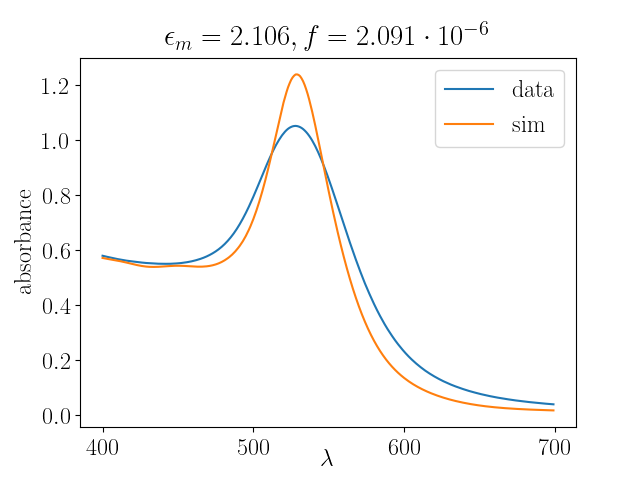 ϵₘ = 2.106, f = 2.091 · 10⁻⁶
data
sim
absorbance
1.2
1.0
0.8
0.6
0.4
0.2
0.0
400 500 600 700
λ